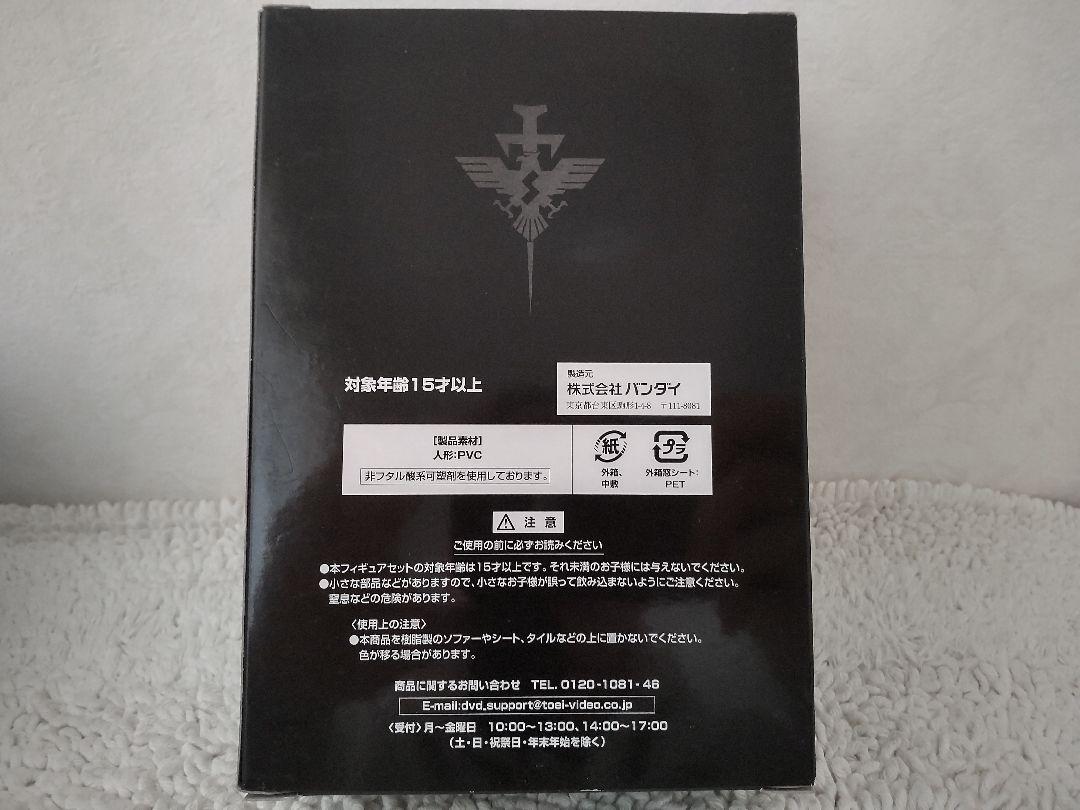 対象年齢15才以上
製造元
株式会社 バンダイ
東京都台東区駒形1-4-8 〒111-8081
［製品素材］
人形:PVC
非フタル酸系可塑剤を使用しております。
紙
外箱、
中敷
プラ
外箱窓シート:
PET
注意
ご使用の前に必ずお読みください
●本フィギュアセットの対象年齢は15才以上です。それ未満のお子様には与えないでください。
●小さな部品などがありますので、小さなお子様が誤って飲み込まないようにご注意ください。
窒息などの危険があります。
〈使用上の注意〉
●本商品を樹脂製のソファーやシート、タイルなどの上に置かないでください。
色が移る場合があります。
商品に関するお問い合わせ TEL. 0120-1081-46
E-mail:dvd_support@toei-video.co.jp
〈受付〉月～金曜日 10:00～13:00、14:00～17:00
（土・日・祝祭日・年末年始を除く）